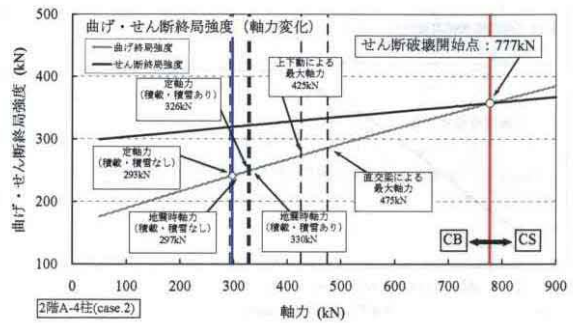 曲げ・せん断終局強度（軸力変化）
曲げ終局強度
せん断終局強度
せん断破壊開始点：777kN
上下動による
最大軸力
425kN
定軸力
（積載・積雪あり）
326kN
定軸力
（積載・積雪なし）
293kN
地震時軸力
（積載・積雪なし）
297kN
地震時軸力
（積載・積雪あり）
330kN
直交梁による
最大軸力
475kN
CB
CS
曲げ・せん断終局強度 (kN)
500
400
300
200
100
0 100 200 300 400 500 600 700 800 900
軸力 (kN)
2階A-4柱(case.2)